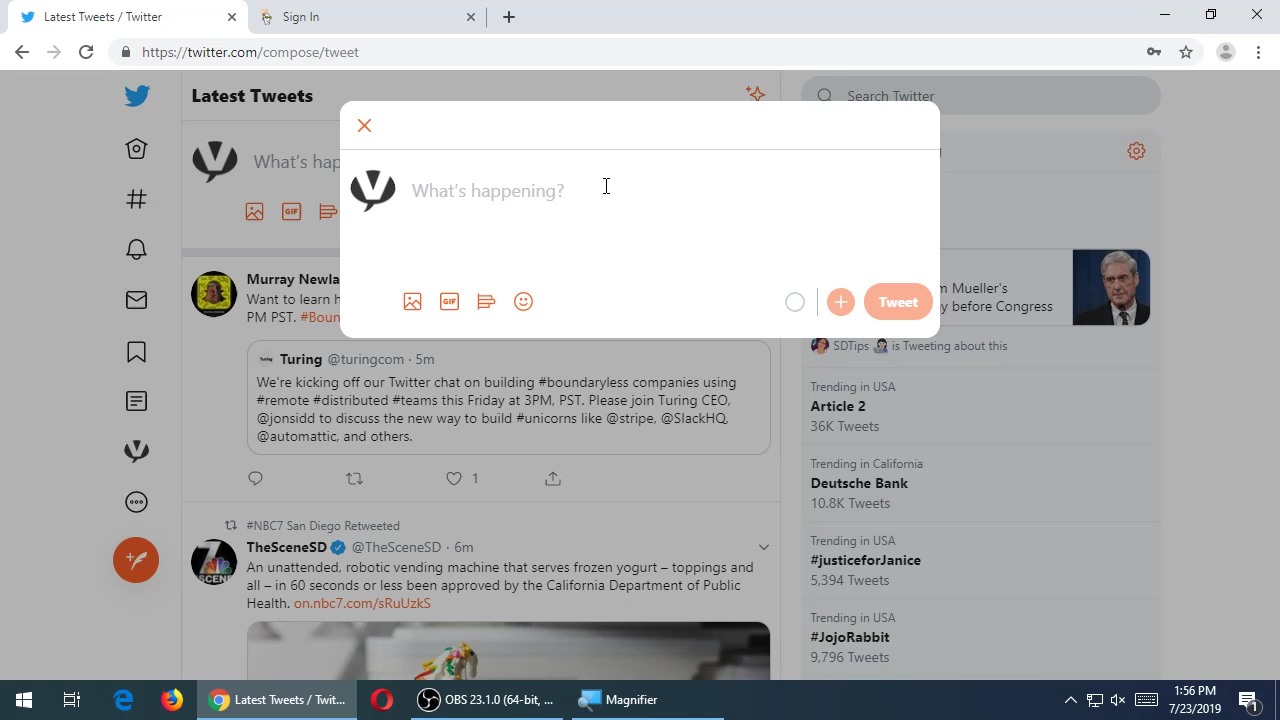 Latest Tweets / Twitter
Sign In
https://twitter.com/compose/tweet
Latest Tweets
Search Twitter
What's hap
What's happening?
GIF
GIF
Tweet
Murray Newla
Want to learn h
PM PST. #Boun
m Mueller's
y before Congress
SDTips is Tweeting about this
Turing @turingcom · 5m
We're kicking off our Twitter chat on building #boundaryless companies using
#remote #distributed #teams this Friday at 3PM, PST. Please join Turing CEO,
@jonsidd to discuss the new way to build #unicorns like @stripe, @SlackHQ,
@automattic, and others.
1
Trending in USA
Article 2
36K Tweets
Trending in California
Deutsche Bank
10.8K Tweets
#NBC7 San Diego Retweeted
TheSceneSD @TheSceneSD · 6m
An unattended, robotic vending machine that serves frozen yogurt – toppings and
all – in 60 seconds or less been approved by the California Department of Public
Health. on.nbc7.com/sRuUzkS
Trending in USA
#justiceforJanice
5,394 Tweets
Trending in USA
#JojoRabbit
9,796 Tweets
Latest Tweets / Twit...
OBS 23.1.0 (64-bit, ...
Magnifier
1:56 PM
7/23/2019
1